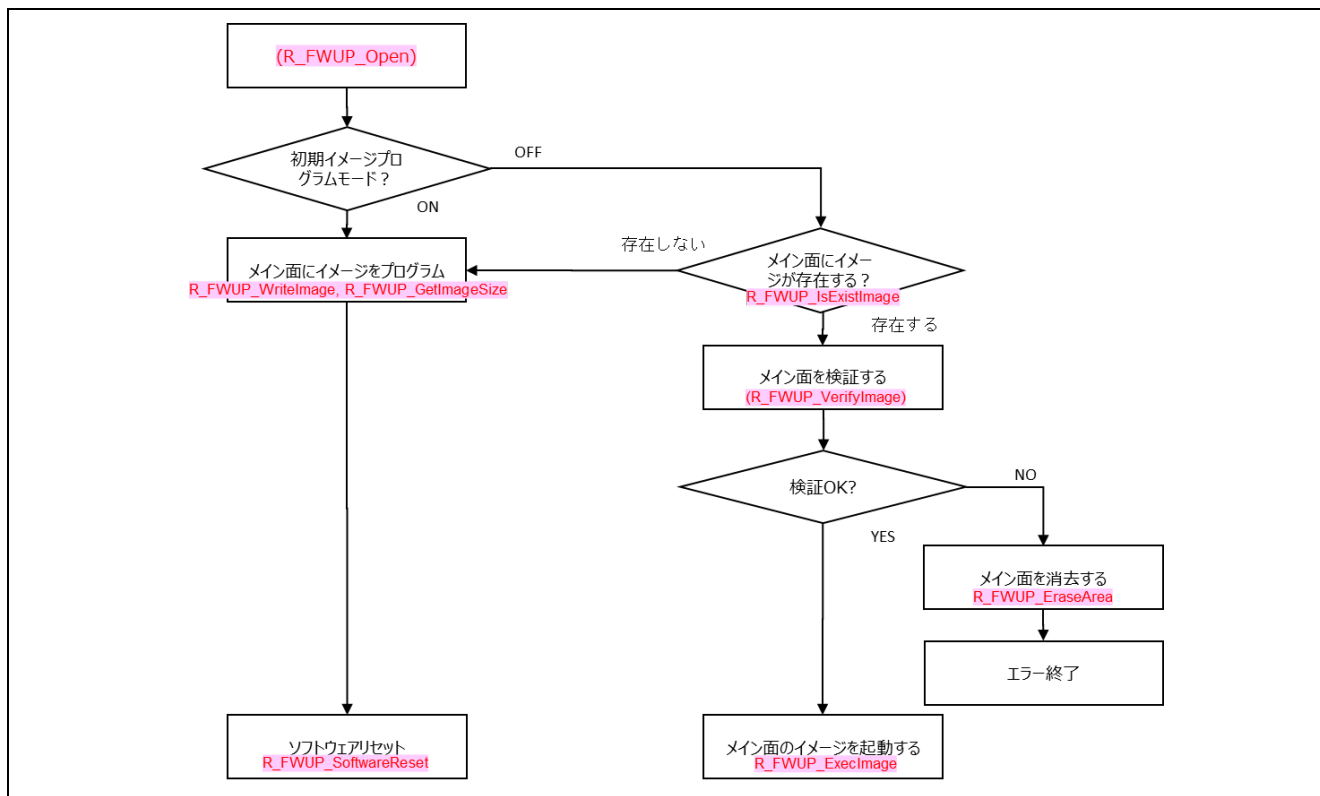 (R_FWUP_Open)
初期イメージプロ
グラムモード？
OFF
ON
メイン面にイメージをプログラム
R_FWUP_WriteImage, R_FWUP_GetImageSize
存在しない
メイン面にイメー
ジが存在する？
R_FWUP_IsExistImage
存在する
メイン面を検証する
(R_FWUP_VerifyImage)
検証OK?
NO
YES
メイン面を消去する
R_FWUP_EraseArea
エラー終了
ソフトウェアリセット
R_FWUP_SoftwareReset
メイン面のイメージを起動する
R_FWUP_ExecImage